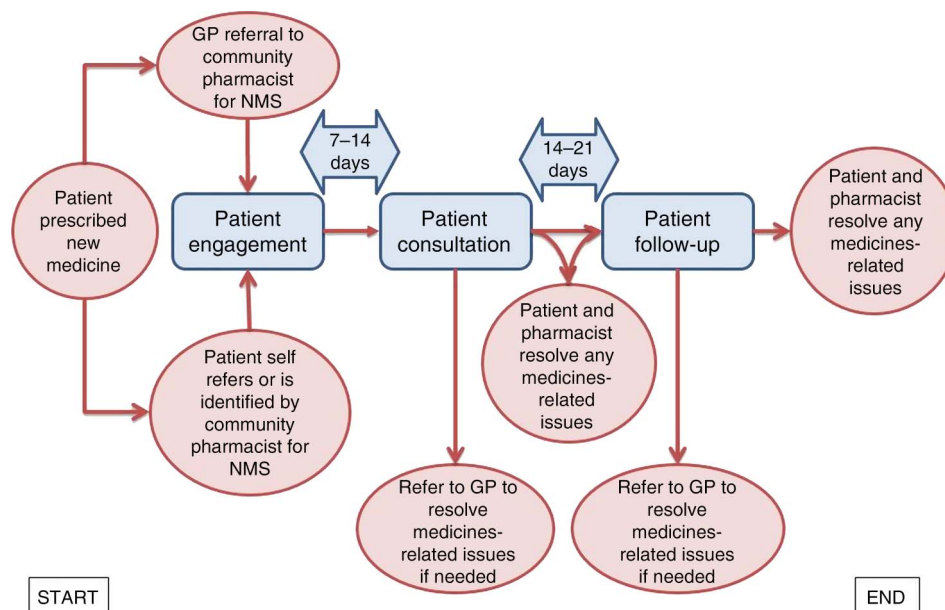 GP referral to
community
pharmacist
for NMS
7–14
days
14–21
days
Patient
prescribed
new
medicine
Patient
engagement
Patient
consultation
Patient
follow-up
Patient and
pharmacist
resolve any
medicines-
related
issues
Patient self
refers or is
identified by
community
pharmacist for
NMS
Patient and
pharmacist
resolve any
medicines-
related
issues
Refer to GP to
resolve
medicines-
related issues
if needed
Refer to GP to
resolve
medicines-
related issues
if needed
START
END